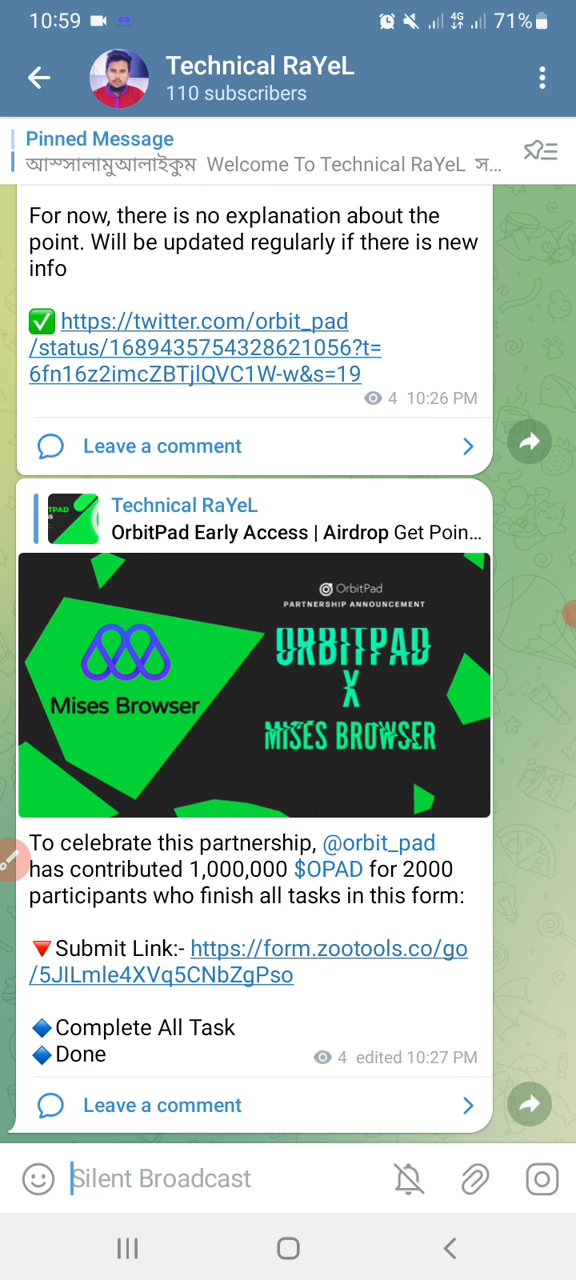 10:59
4G
71%
Technical RaYeL
110 subscribers
Pinned Message
আস্সালামুআলাইকুম Welcome To Technical RaYeL স...
For now, there is no explanation about the
point. Will be updated regularly if there is new
info
https://twitter.com/orbit_pad
/status/1689435754328621056?t=
6fn16z2imcZBTjlQVC1W-w&s=19
4 10:26 PM
Leave a comment
Technical RaYeL
OrbitPad Early Access | Airdrop Get Poin...
TPAD
OrbitPad
PARTNERSHIP ANNOUNCEMENT
ORBITPAD
X
MISES BROWSER
Mises Browser
To celebrate this partnership, @orbit_pad
has contributed 1,000,000 $OPAD for 2000
participants who finish all tasks in this form:
Submit Link:- https://form.zootools.co/go
/5JILmle4XVq5CNbZgPso
Complete All Task
Done
4 edited 10:27 PM
Leave a comment
Silent Broadcast